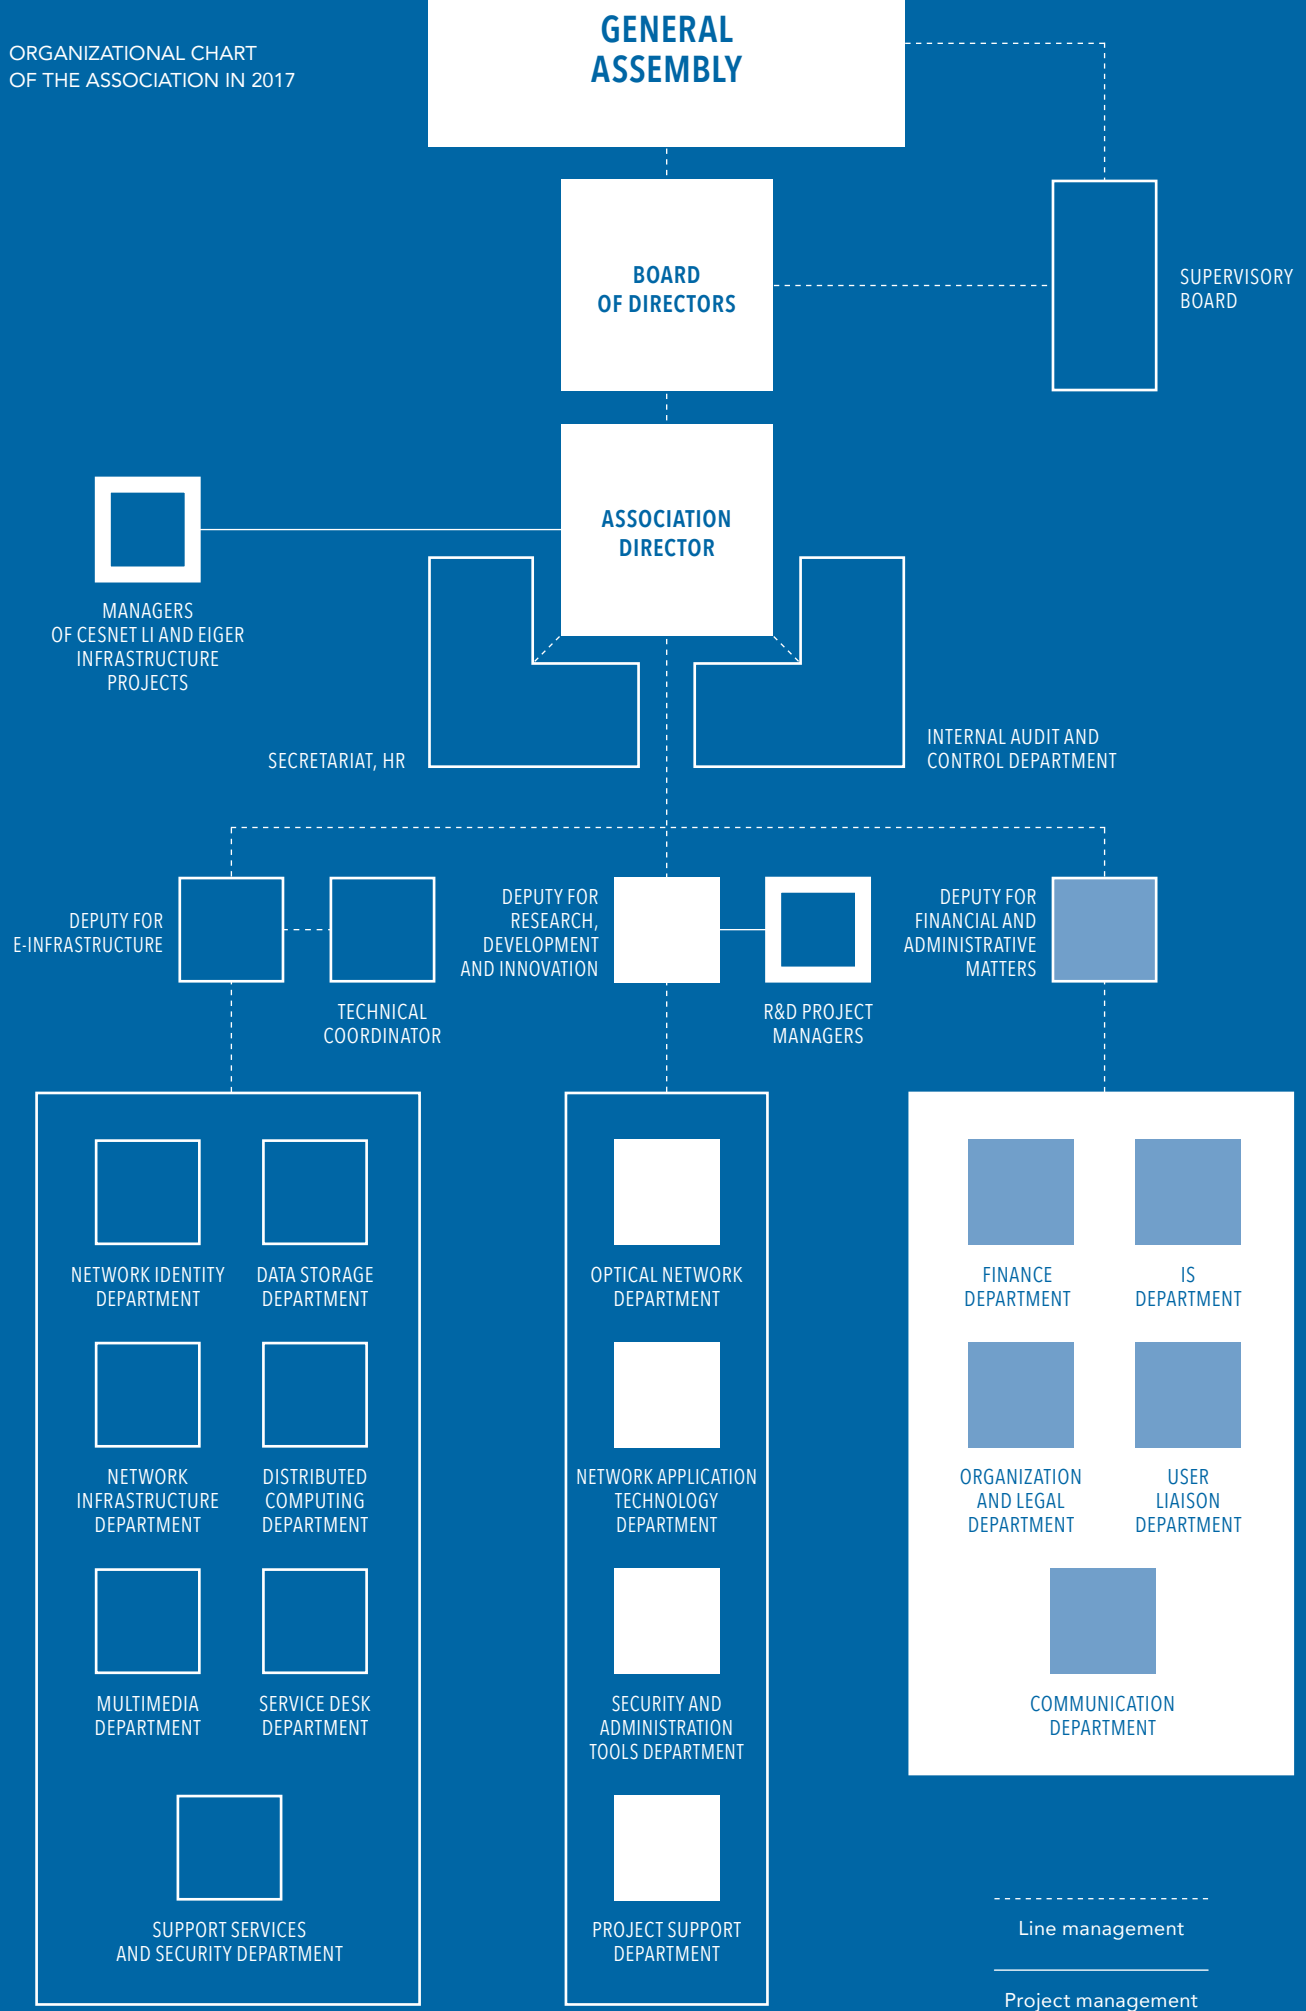 ORGANIZATIONAL CHART
OF THE ASSOCIATION IN 2017
GENERAL
ASSEMBLY
BOARD
OF DIRECTORS
SUPERVISORY
BOARD
ASSOCIATION
DIRECTOR
MANAGERS
OF CESNET LI AND EIGER
INFRASTRUCTURE
PROJECTS
SECRETARIAT, HR
INTERNAL AUDIT AND
CONTROL DEPARTMENT
DEPUTY FOR
E-INFRASTRUCTURE
TECHNICAL
COORDINATOR
DEPUTY FOR
RESEARCH,
DEVELOPMENT
AND INNOVATION
R&D PROJECT
MANAGERS
DEPUTY FOR
FINANCIAL AND
ADMINISTRATIVE
MATTERS
NETWORK IDENTITY
DEPARTMENT
DATA STORAGE
DEPARTMENT
NETWORK
INFRASTRUCTURE
DEPARTMENT
DISTRIBUTED
COMPUTING
DEPARTMENT
MULTIMEDIA
DEPARTMENT
SERVICE DESK
DEPARTMENT
SUPPORT SERVICES
AND SECURITY DEPARTMENT
OPTICAL NETWORK
DEPARTMENT
NETWORK APPLICATION
TECHNOLOGY
DEPARTMENT
SECURITY AND
ADMINISTRATION
TOOLS DEPARTMENT
PROJECT SUPPORT
DEPARTMENT
FINANCE
DEPARTMENT
IS
DEPARTMENT
ORGANIZATION
AND LEGAL
DEPARTMENT
USER
LIAISON
DEPARTMENT
COMMUNICATION
DEPARTMENT
Line management
Project management